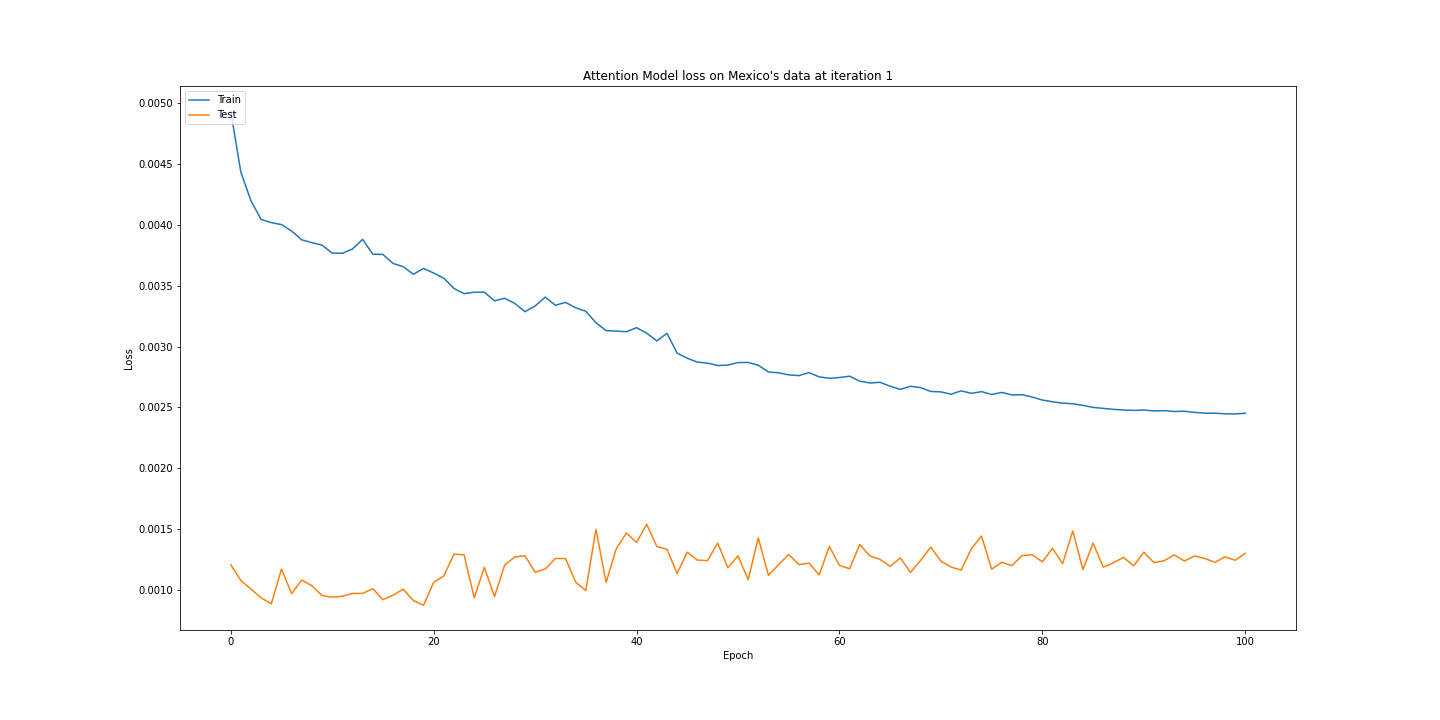 Attention Model loss on Mexico's data at iteration 1
Train
Test
0.0050
0.0045
0.0040
0.0035
0.0030
0.0025
0.0020
0.0015
0.0010
Loss
0 20 40 60 80 100
Epoch